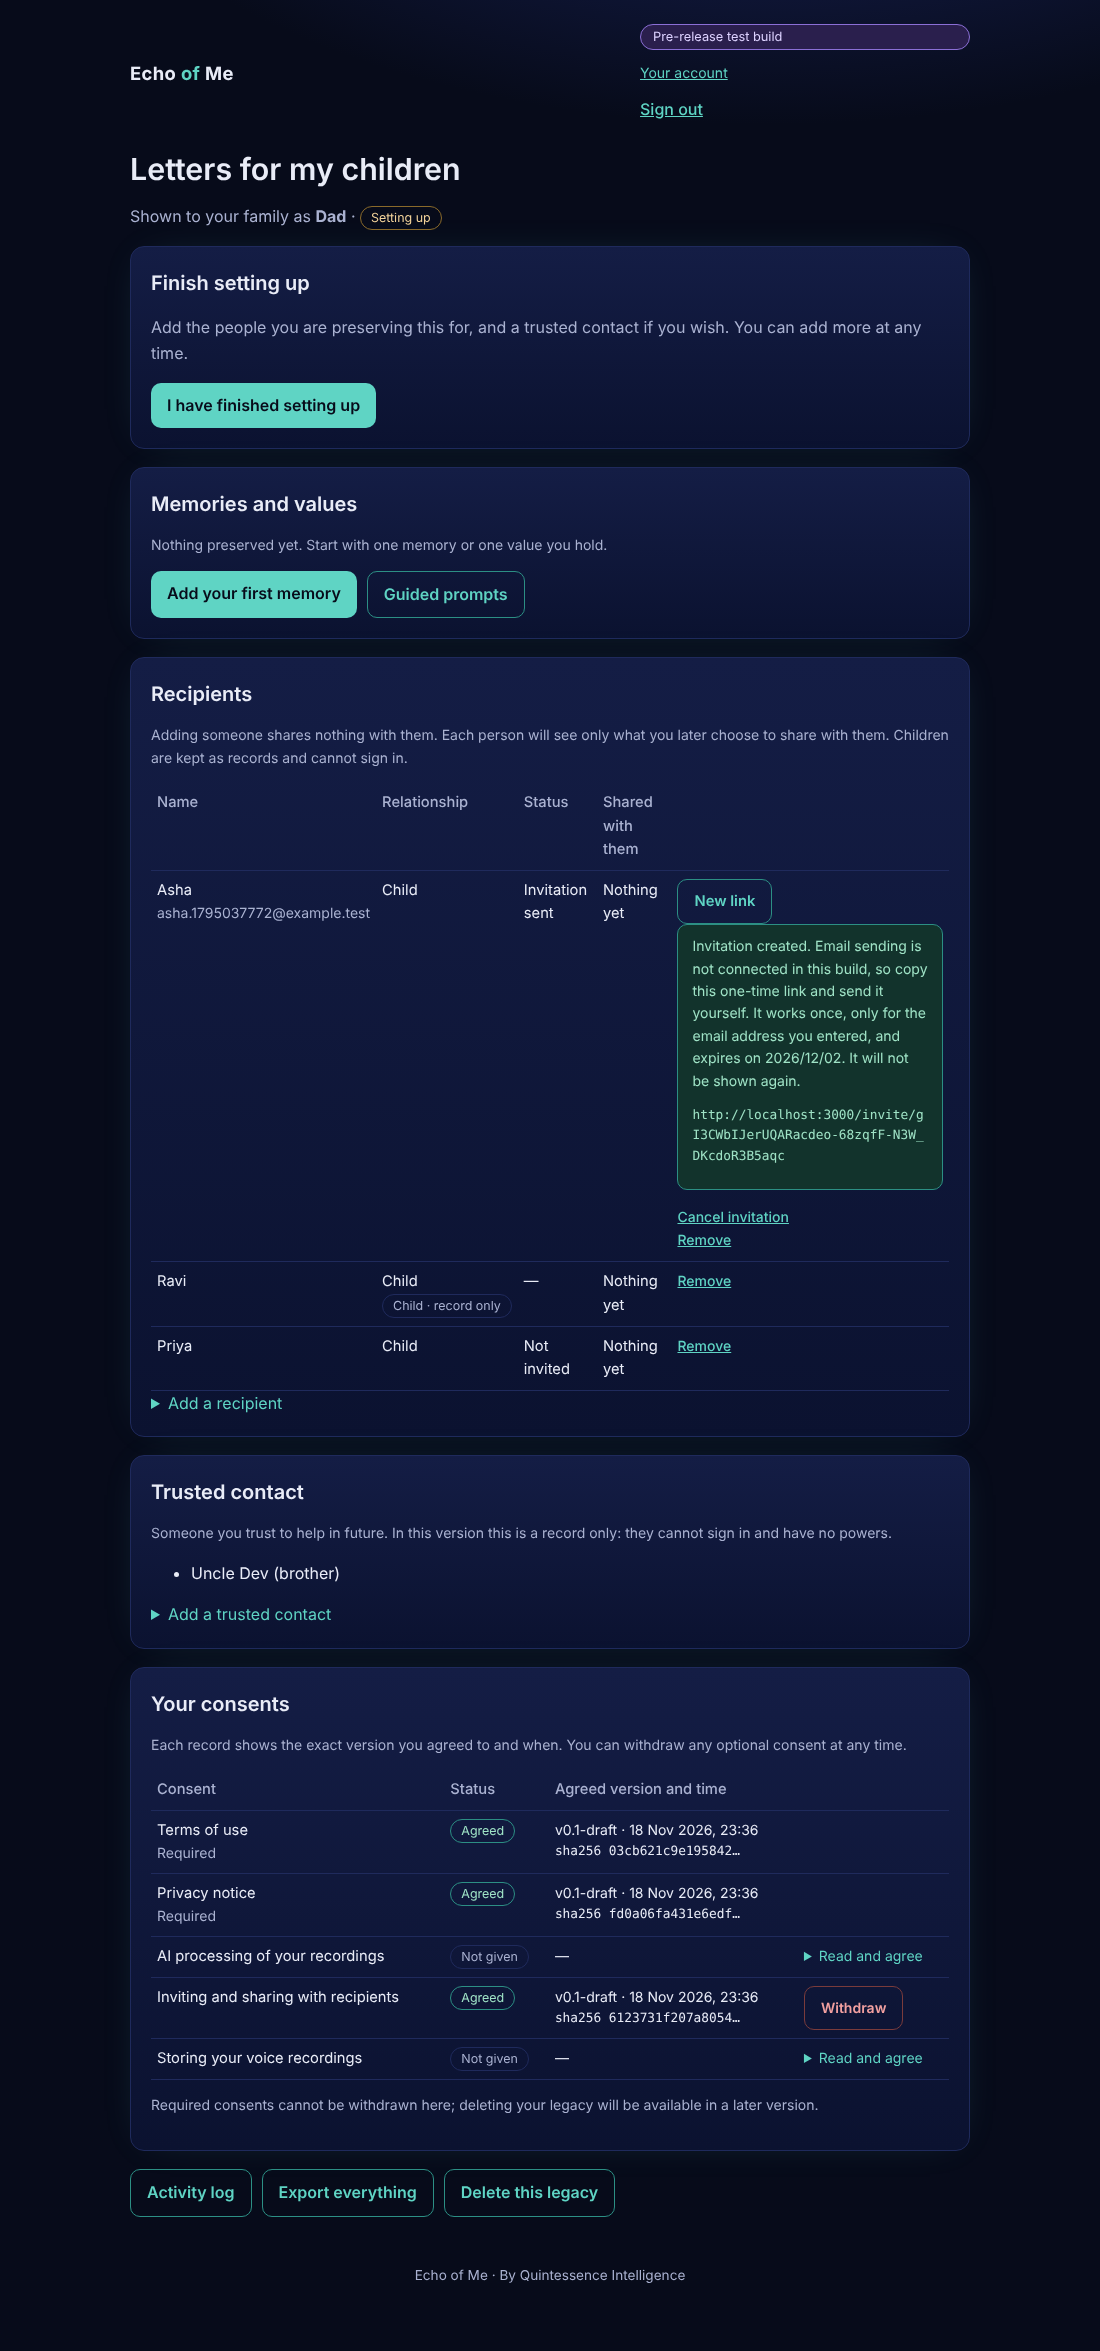 Pre-release test build
Echo of Me
Your account
Sign out
Letters for my children
Shown to your family as Dad · Setting up
Finish setting up
Add the people you are preserving this for, and a trusted contact if you wish. You can add more at any
time.
I have finished setting up
Memories and values
Nothing preserved yet. Start with one memory or one value you hold.
Add your first memory Guided prompts
Recipients
Adding someone shares nothing with them. Each person will see only what you later choose to share with them. Children
are kept as records and cannot sign in.
Name Relationship Status Shared
with
them
Asha Child Invitation Nothing New link
asha.1795037772@example.test sent yet
Invitation created. Email sending is
not connected in this build, so copy
this one-time link and send it
yourself. It works once, only for the
email address you entered, and
expires on 2026/12/02. It will not
be shown again.
http://localhost:3000/invite/g
I3CWbIJerUQARacdeo-68zqfF-N3W_
DKcdoR3B5aqc
Cancel invitation
Remove
Ravi Child — Nothing Remove
Child · record only yet
Priya Child Not Nothing Remove
invited yet
▶ Add a recipient
Trusted contact
Someone you trust to help in future. In this version this is a record only: they cannot sign in and have no powers.
• Uncle Dev (brother)
▶ Add a trusted contact
Your consents
Each record shows the exact version you agreed to and when. You can withdraw any optional consent at any time.
Consent Status Agreed version and time
Terms of use Agreed v0.1-draft · 18 Nov 2026, 23:36
Required sha256 03cb621c9e195842…
Privacy notice Agreed v0.1-draft · 18 Nov 2026, 23:36
Required sha256 fd0a06fa431e6edf…
AI processing of your recordings Not given — ▶ Read and agree
Inviting and sharing with recipients Agreed v0.1-draft · 18 Nov 2026, 23:36 Withdraw
sha256 6123731f207a8054…
Storing your voice recordings Not given — ▶ Read and agree
Required consents cannot be withdrawn here; deleting your legacy will be available in a later version.
Activity log Export everything Delete this legacy
Echo of Me · By Quintessence Intelligence